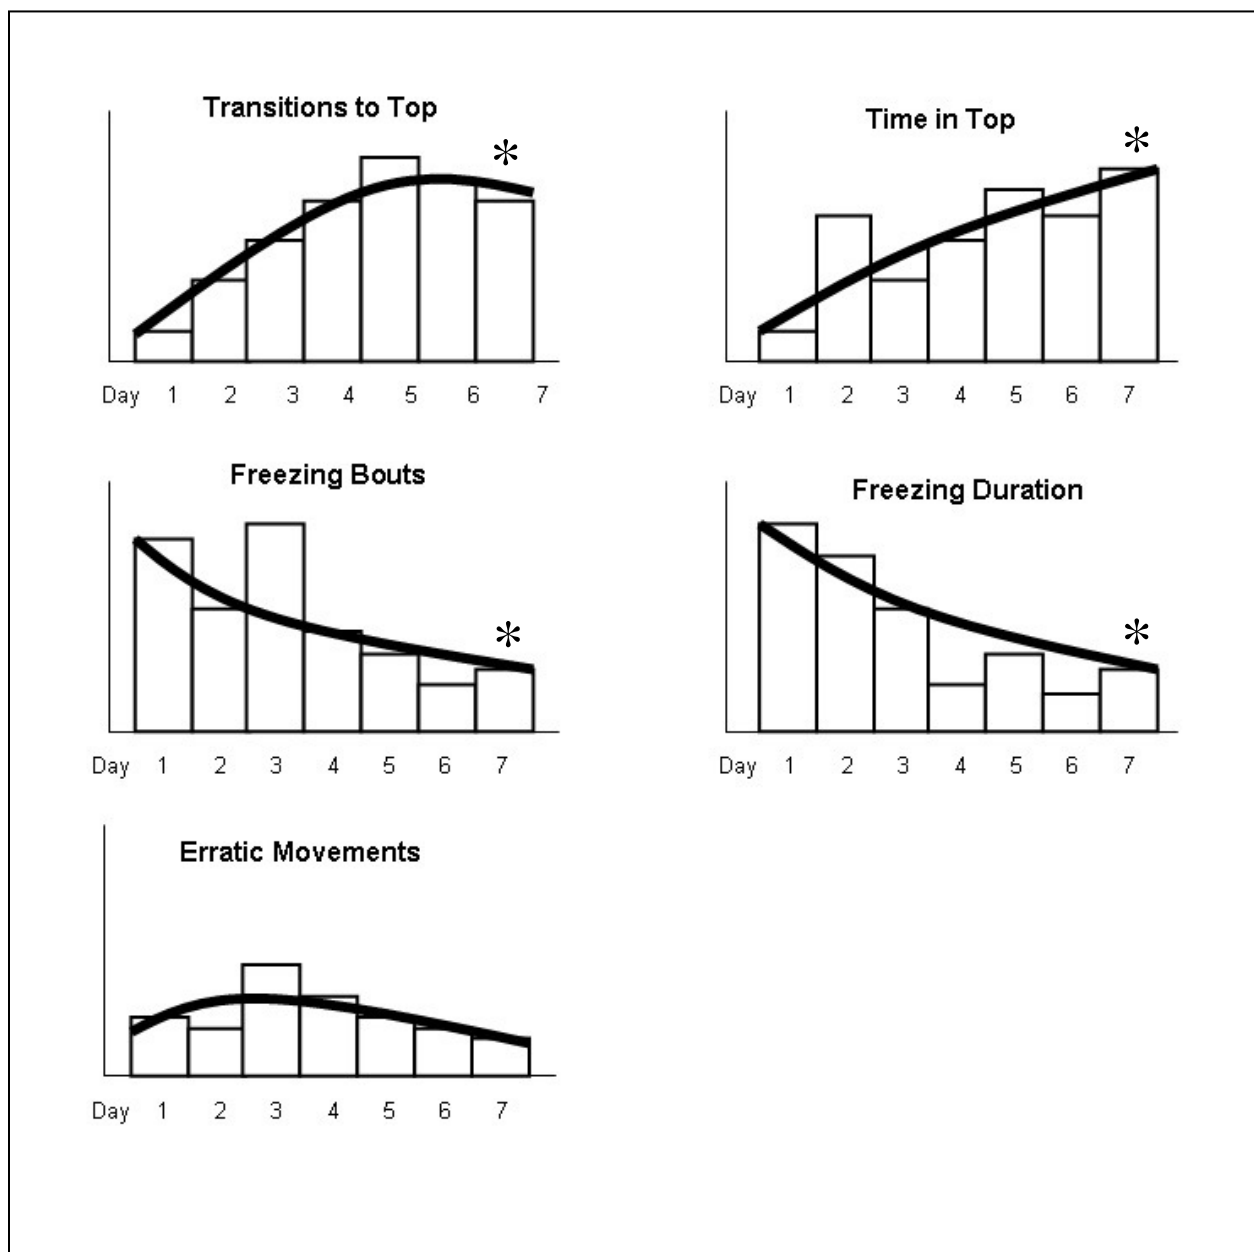 Transitions to Top
*
Day 1 2 3 4 5 6 7
Time in Top
*
Day 1 2 3 4 5 6 7
Freezing Bouts
*
Day 1 2 3 4 5 6 7
Freezing Duration
*
Day 1 2 3 4 5 6 7
Erratic Movements
Day 1 2 3 4 5 6 7